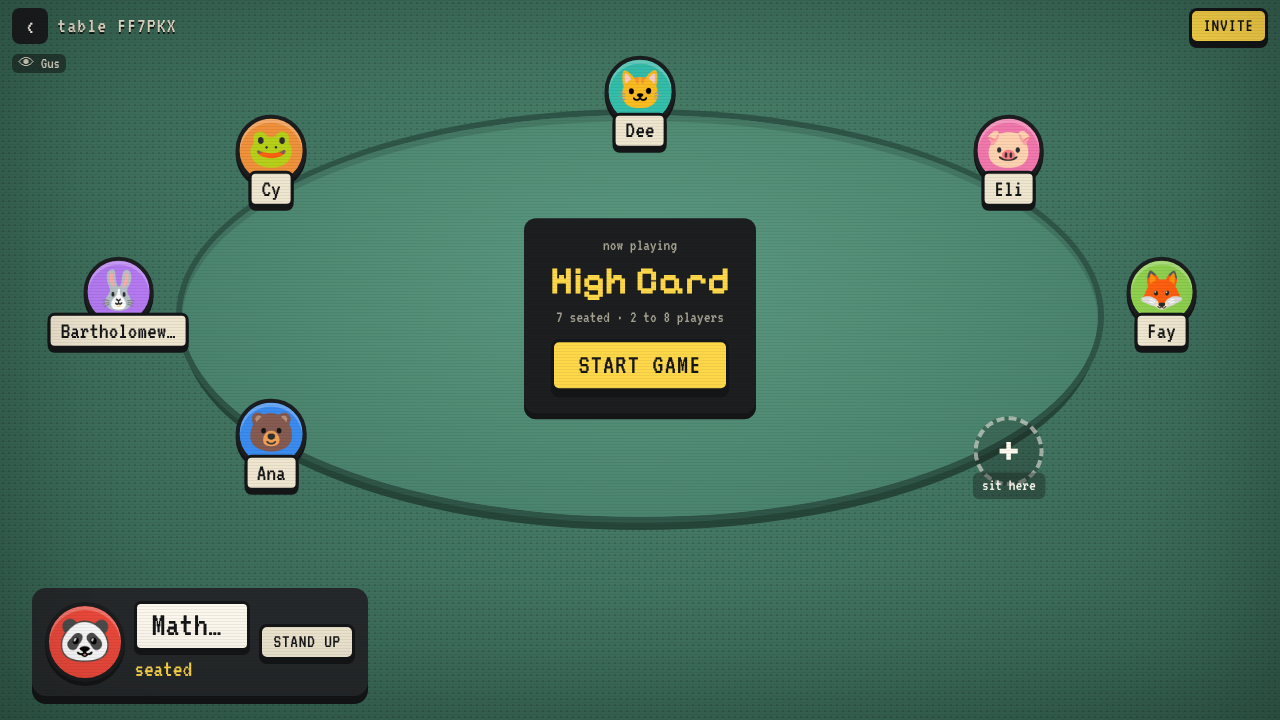 table FF7PKX
INVITE
Gus
Dee
Cy
Eli
now playing
High Card
7 seated · 2 to 8 players
START GAME
Bartholomew…
Fay
Ana
+
sit here
Math…
seated
STAND UP